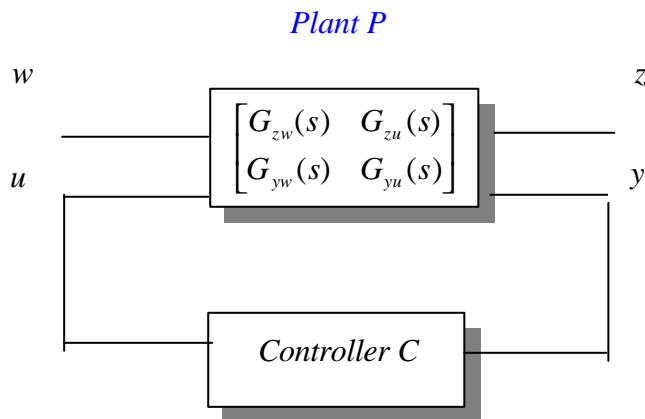 Plant P
w z
[G_zw(s) G_zu(s)]
u [G_yw(s) G_yu(s)] y
Controller C